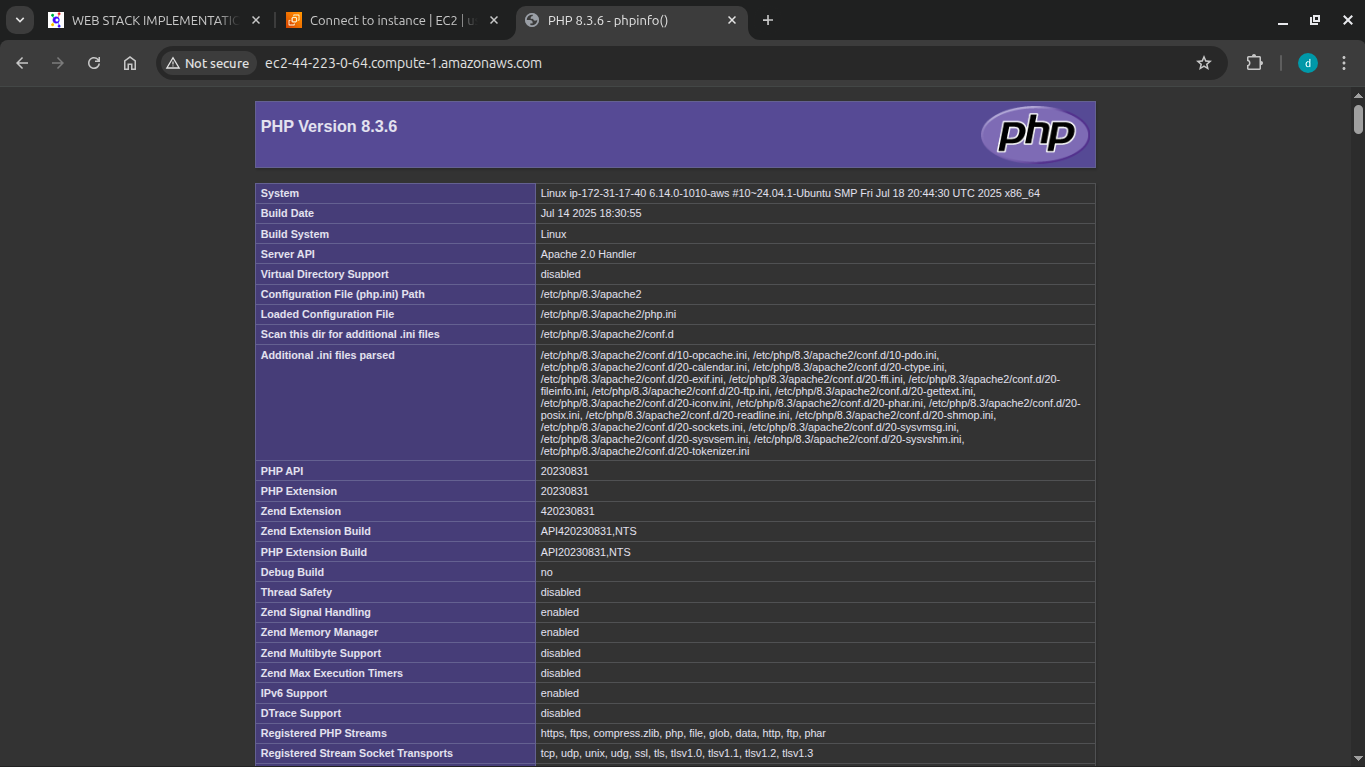 WEB STACK IMPLEMENTATIO
Connect to instance | EC2 | u
PHP 8.3.6 - phpinfo()
Not secure
ec2-44-223-0-64.compute-1.amazonaws.com
d
PHP Version 8.3.6
php
System Linux ip-172-31-17-40 6.14.0-1010-aws #10~24.04.1-Ubuntu SMP Fri Jul 18 20:44:30 UTC 2025 x86_64
Build Date Jul 14 2025 18:30:55
Build System Linux
Server API Apache 2.0 Handler
Virtual Directory Support disabled
Configuration File (php.ini) Path /etc/php/8.3/apache2
Loaded Configuration File /etc/php/8.3/apache2/php.ini
Scan this dir for additional .ini files /etc/php/8.3/apache2/conf.d
Additional .ini files parsed /etc/php/8.3/apache2/conf.d/10-opcache.ini, /etc/php/8.3/apache2/conf.d/10-pdo.ini,
/etc/php/8.3/apache2/conf.d/20-calendar.ini, /etc/php/8.3/apache2/conf.d/20-ctype.ini,
/etc/php/8.3/apache2/conf.d/20-exif.ini, /etc/php/8.3/apache2/conf.d/20-ffi.ini, /etc/php/8.3/apache2/conf.d/20-
fileinfo.ini, /etc/php/8.3/apache2/conf.d/20-ftp.ini, /etc/php/8.3/apache2/conf.d/20-gettext.ini,
/etc/php/8.3/apache2/conf.d/20-iconv.ini, /etc/php/8.3/apache2/conf.d/20-phar.ini, /etc/php/8.3/apache2/conf.d/20-
posix.ini, /etc/php/8.3/apache2/conf.d/20-readline.ini, /etc/php/8.3/apache2/conf.d/20-shmop.ini,
/etc/php/8.3/apache2/conf.d/20-sockets.ini, /etc/php/8.3/apache2/conf.d/20-sysvmsg.ini,
/etc/php/8.3/apache2/conf.d/20-sysvsem.ini, /etc/php/8.3/apache2/conf.d/20-sysvshm.ini,
/etc/php/8.3/apache2/conf.d/20-tokenizer.ini
PHP API 20230831
PHP Extension 20230831
Zend Extension 420230831
Zend Extension Build API420230831,NTS
PHP Extension Build API20230831,NTS
Debug Build no
Thread Safety disabled
Zend Signal Handling enabled
Zend Memory Manager enabled
Zend Multibyte Support disabled
Zend Max Execution Timers disabled
IPv6 Support enabled
DTrace Support disabled
Registered PHP Streams https, ftps, compress.zlib, php, file, glob, data, http, ftp, phar
Registered Stream Socket Transports tcp, udp, unix, udg, ssl, tls, tlsv1.0, tlsv1.1, tlsv1.2, tlsv1.3